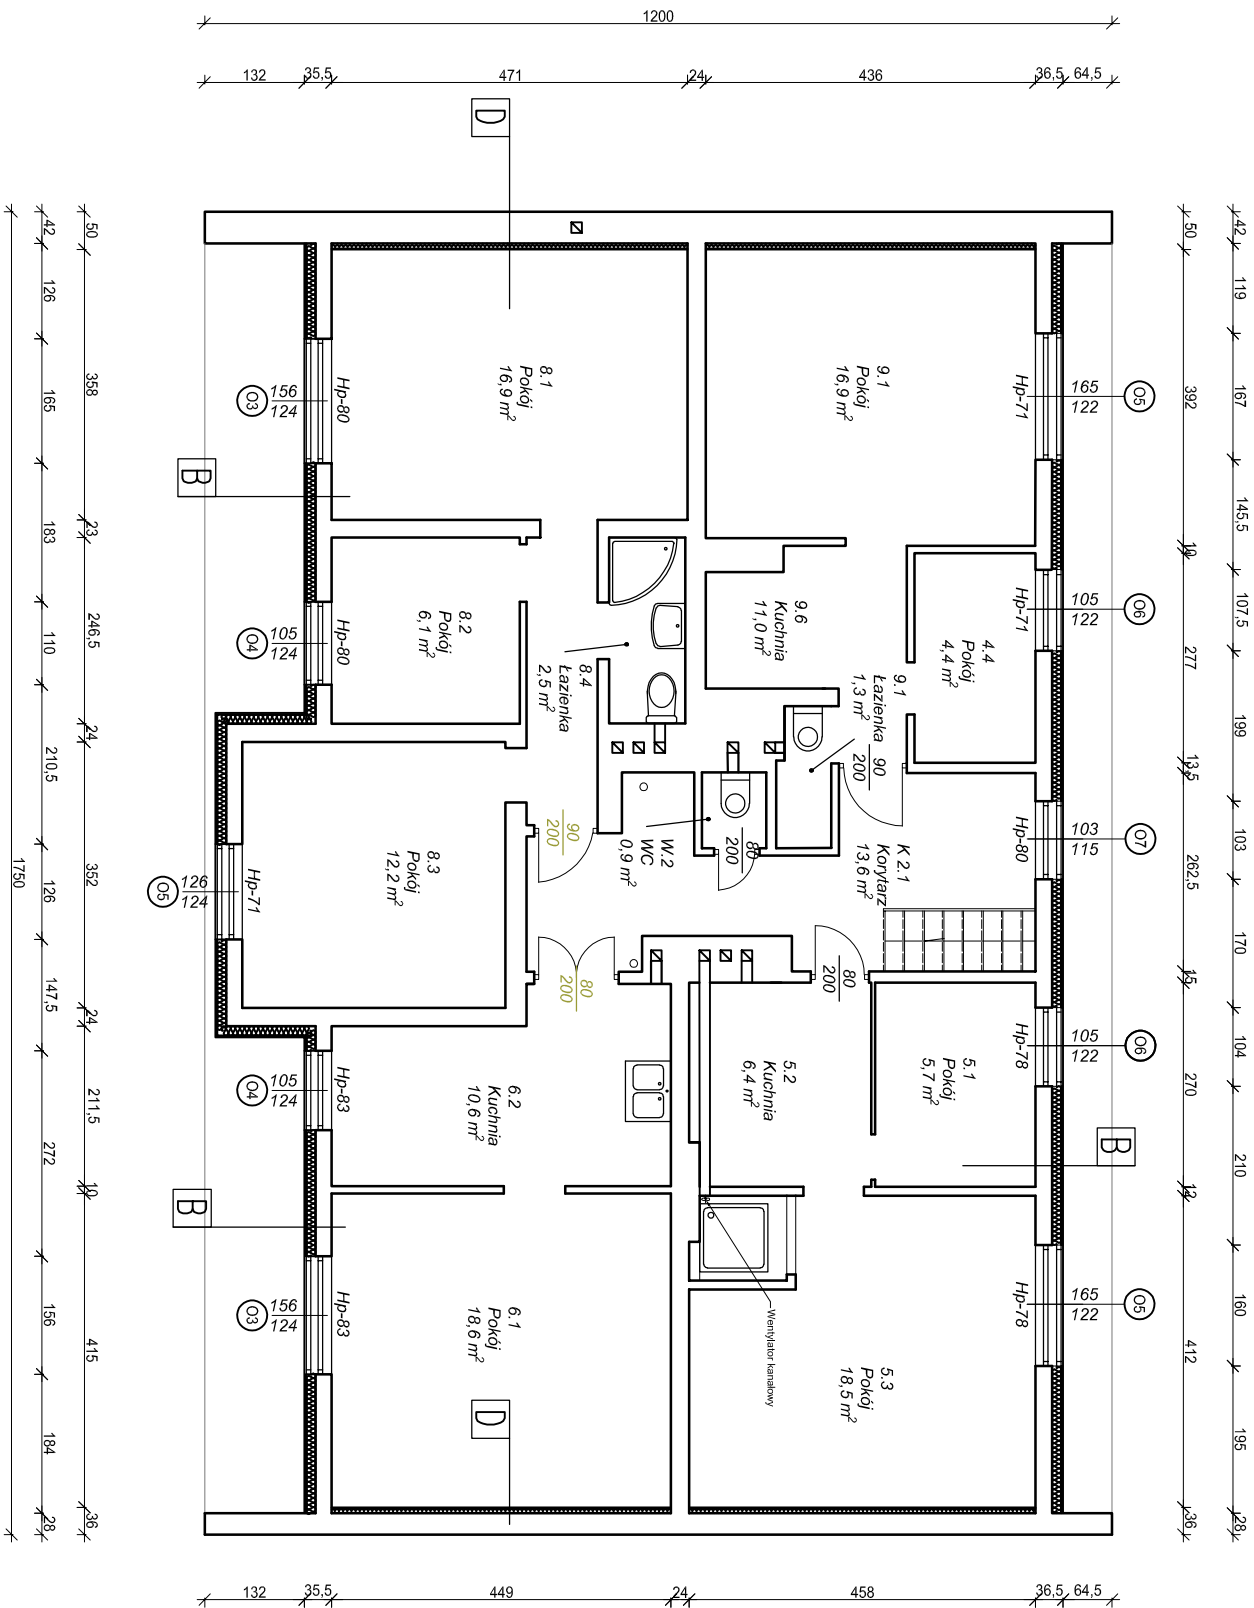 1200
132
35,5
471
24
436
36,5
64,5
D
42
126
165
183
110
210,5
126
147,5
272
156
184
28
50
358
23
246,5
24
352
24
211,5
10
415
36
1750
50
392
10
277
13,5
262,5
15
270
12
412
36
42
119
167
145,5
107,5
199
103
170
104
210
160
195
28
8.1
Pokój
16,9 m²
9.1
Pokój
16,9 m²
Hp-80
156
124
O3
Hp-71
165
122
O5
B
8.2
Pokój
6,1 m²
Hp-80
105
124
O4
9.6
Kuchnia
11,0 m²
4.4
Pokój
4,4 m²
Hp-71
105
122
O6
8.4
Łazienka
2,5 m²
9.1
Łazienka
1,3 m²
90
200
8.3
Pokój
12,2 m²
Hp-71
126
124
O5
90
200
W.2
WC
0,9 m²
80
200
K 2.1
Korytarz
13,6 m²
Hp-80
103
115
O7
80
200
80
200
6.2
Kuchnia
10,6 m²
Hp-83
105
124
O4
5.2
Kuchnia
6,4 m²
5.1
Pokój
5,7 m²
Hp-78
105
122
O6
B
B
6.1
Pokój
18,6 m²
Hp-83
156
124
O3
Wentylator kanałowy
5.3
Pokój
18,5 m²
Hp-78
165
122
O5
D
132
35,5
449
24
458
36,5
64,5